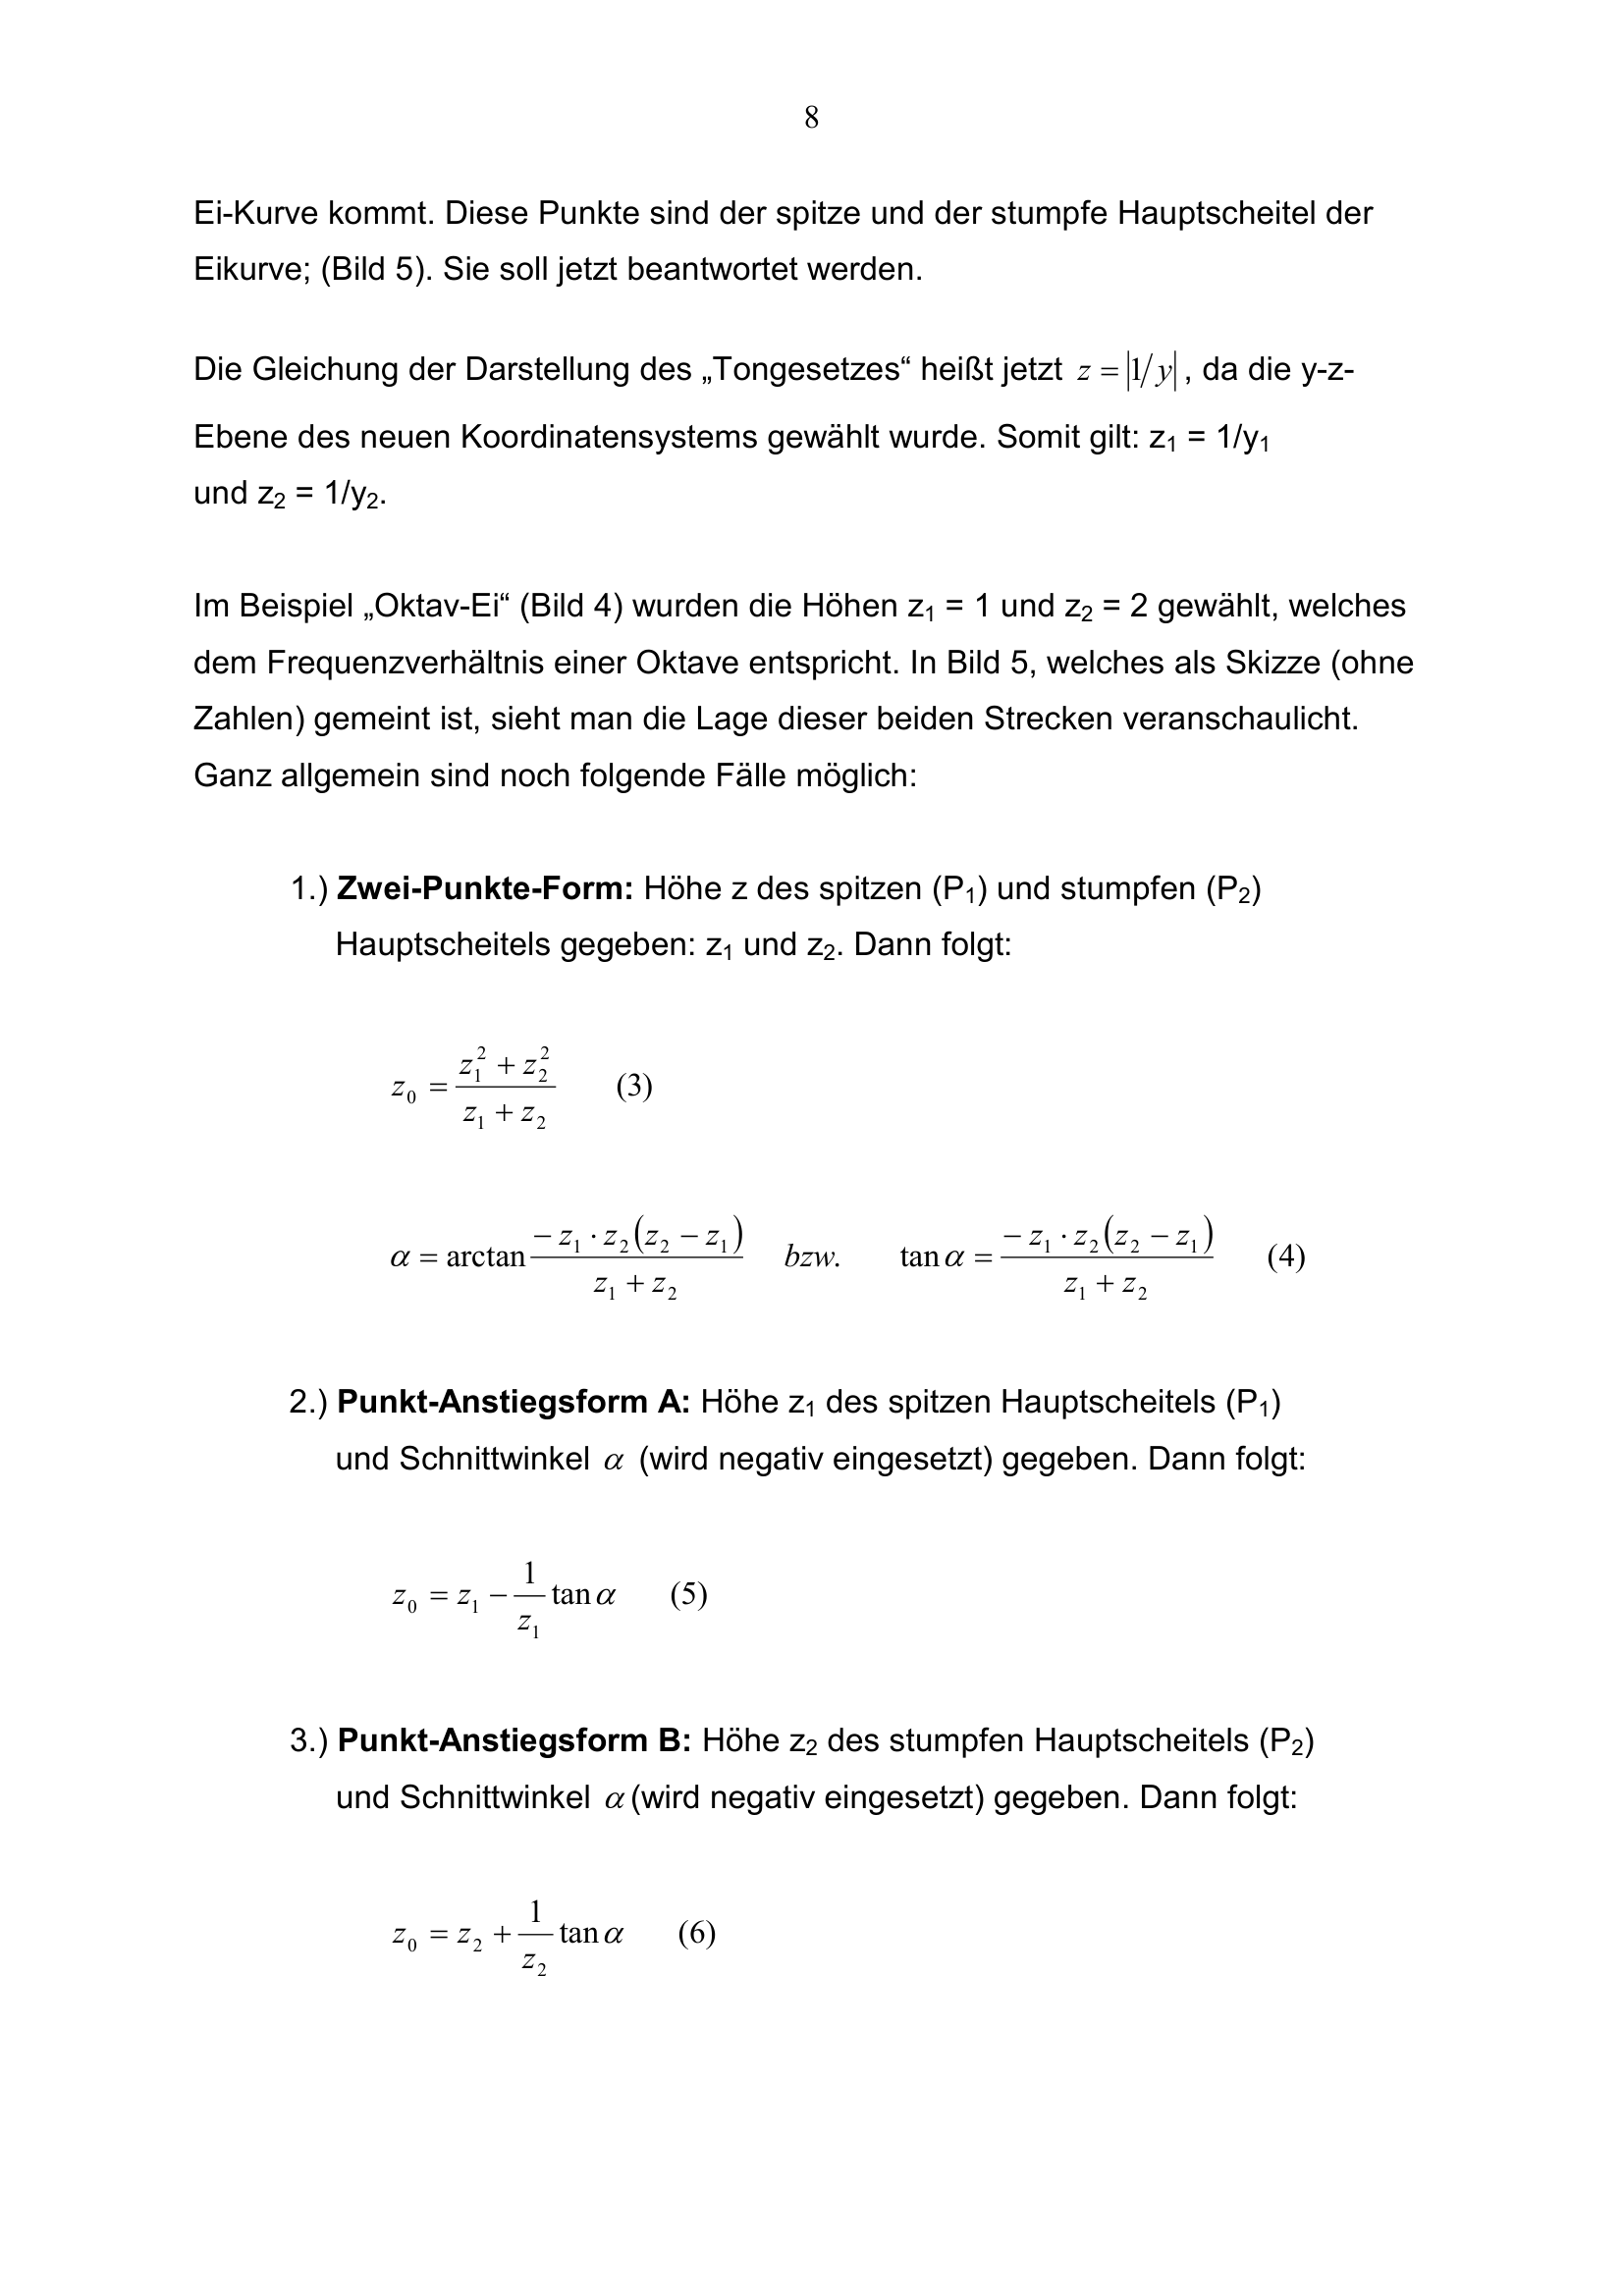 8
Ei-Kurve kommt. Diese Punkte sind der spitze und der stumpfe Hauptscheitel der
Eikurve; (Bild 5). Sie soll jetzt beantwortet werden.
Die Gleichung der Darstellung des „Tongesetzes“ heißt jetzt z = |1/y| , da die y-z-
Ebene des neuen Koordinatensystems gewählt wurde. Somit gilt: z₁ = 1/y₁
und z₂ = 1/y₂.
Im Beispiel „Oktav-Ei“ (Bild 4) wurden die Höhen z₁ = 1 und z₂ = 2 gewählt, welches
dem Frequenzverhältnis einer Oktave entspricht. In Bild 5, welches als Skizze (ohne
Zahlen) gemeint ist, sieht man die Lage dieser beiden Strecken veranschaulicht.
Ganz allgemein sind noch folgende Fälle möglich:
1.) Zwei-Punkte-Form: Höhe z des spitzen (P₁) und stumpfen (P₂)
Hauptscheitels gegeben: z₁ und z₂. Dann folgt:
z₀ = (z₁² + z₂²)/(z₁ + z₂) (3)
α = arctan (− z₁ · z₂(z₂ − z₁))/(z₁ + z₂) bzw. tan α = (− z₁ · z₂(z₂ − z₁))/(z₁ + z₂) (4)
2.) Punkt-Anstiegsform A: Höhe z₁ des spitzen Hauptscheitels (P₁)
und Schnittwinkel α (wird negativ eingesetzt) gegeben. Dann folgt:
z₀ = z₁ − 1/z₁ tan α (5)
3.) Punkt-Anstiegsform B: Höhe z₂ des stumpfen Hauptscheitels (P₂)
und Schnittwinkel α (wird negativ eingesetzt) gegeben. Dann folgt:
z₀ = z₂ + 1/z₂ tan α (6)